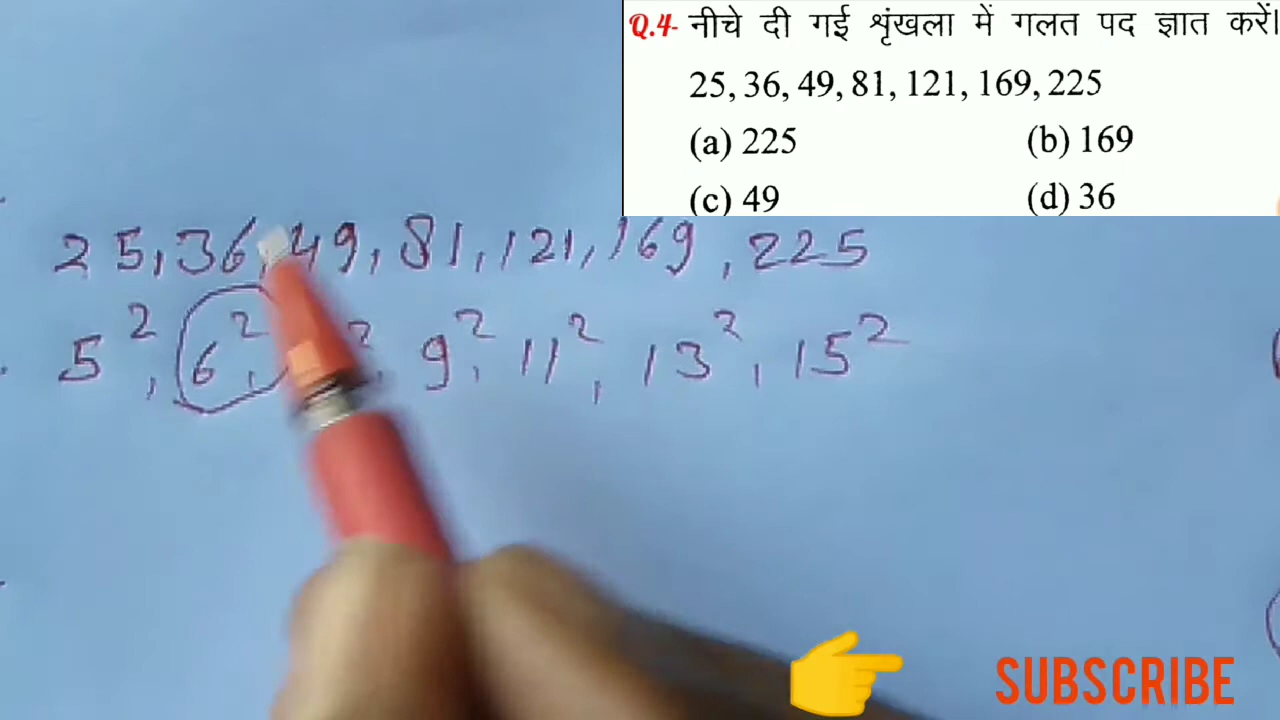 Q.4- नीचे दी गई श्रृंखला में गलत पद ज्ञात करें।
25, 36, 49, 81, 121, 169, 225
(a) 225 (b) 169
(c) 49 (d) 36
25, 36, 49, 81, 121, 169, 225
5², 6², ², 9², 11², 13², 15²
SUBSCRIBE